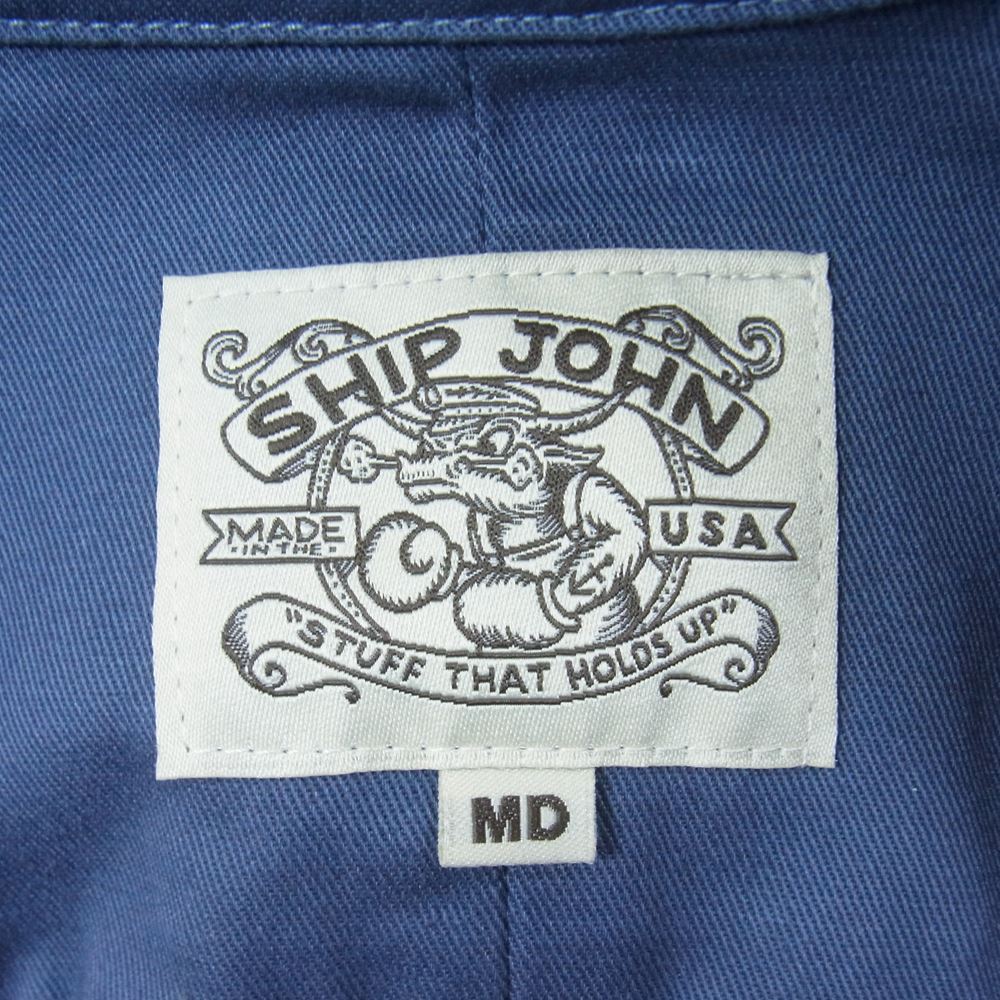 SHIP JOHN
MADE
"IN THE"
USA
"STUFF THAT HOLDS UP"
MD